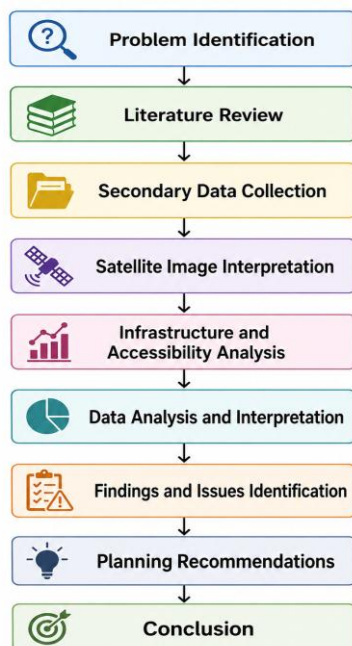 Problem Identification
Literature Review
Secondary Data Collection
Satellite Image Interpretation
Infrastructure and
Accessibility Analysis
Data Analysis and Interpretation
Findings and Issues Identification
Planning Recommendations
Conclusion